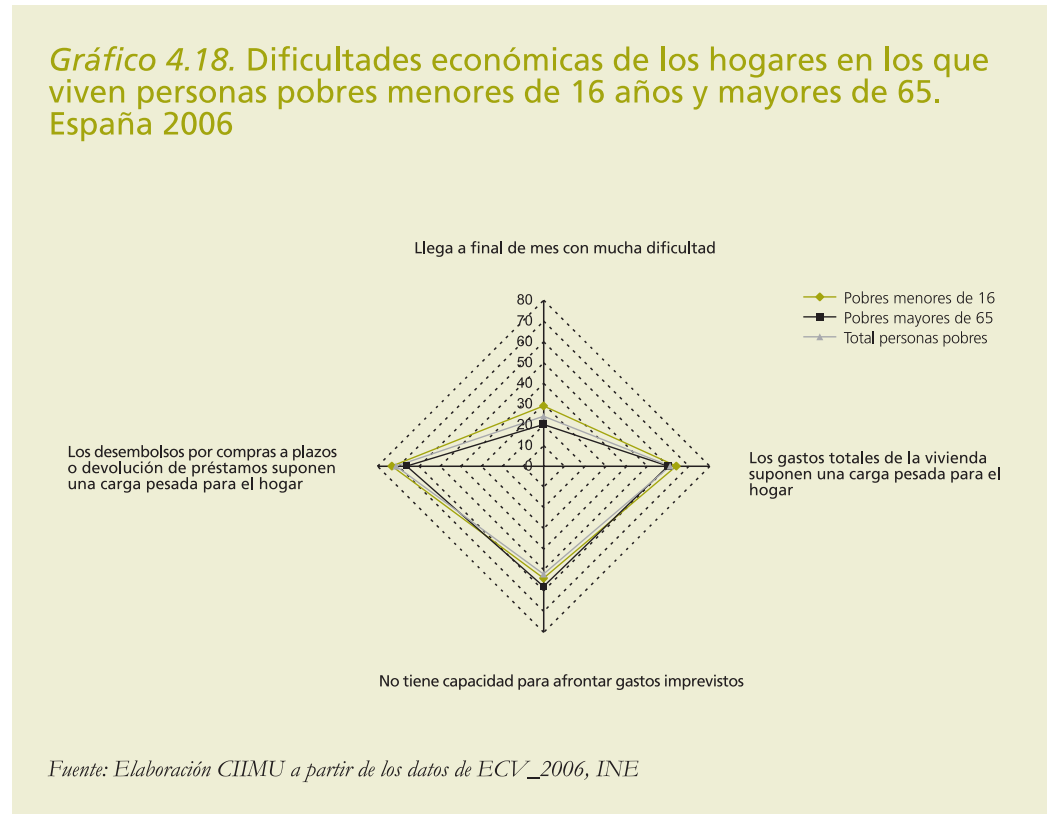 Gráfico 4.18. Dificultades económicas de los hogares en los que
viven personas pobres menores de 16 años y mayores de 65.
España 2006
Llega a final de mes con mucha dificultad
80
70
60
50
40
30
20
10
0
Pobres menores de 16
Pobres mayores de 65
Total personas pobres
Los desembolsos por compras a plazos
o devolución de préstamos suponen
una carga pesada para el hogar
Los gastos totales de la vivienda
suponen una carga pesada para el
hogar
No tiene capacidad para afrontar gastos imprevistos
Fuente: Elaboración CIIMU a partir de los datos de ECV_2006, INE